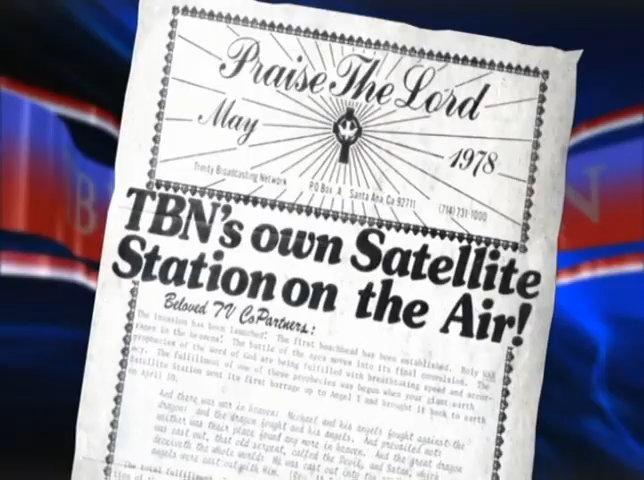 Praise The Lord
May 1978
Trinity Broadcasting Network P.O. Box A Santa Ana, Ca 92711 (714) 731-1000
TBN's own Satellite
Station on the Air!
Beloved TV CoPartners:
The invasion has been launched! The first beachhead has been established. Holy WAR
rages in the heavens! The battle of the ages moves into its final convulsion. The
prophecies of the word of God are being fulfilled with breathtaking speed and accur-
acy. The fulfillment of one of these prophecies was begun when your giant earth
Satellite Station sent its first barrage up to Angel I and brought it back to earth
on April 10.
And there was war in heaven: Michael and his angels fought against the
dragon; and the dragon fought and his angels. And prevailed not;
neither was their place found any more in heaven. And the great dragon
was cast out, that old serpent, called the Devil, and Satan, which
deceiveth the whole world: He was cast out into the
angels were cast out with Him.
The total